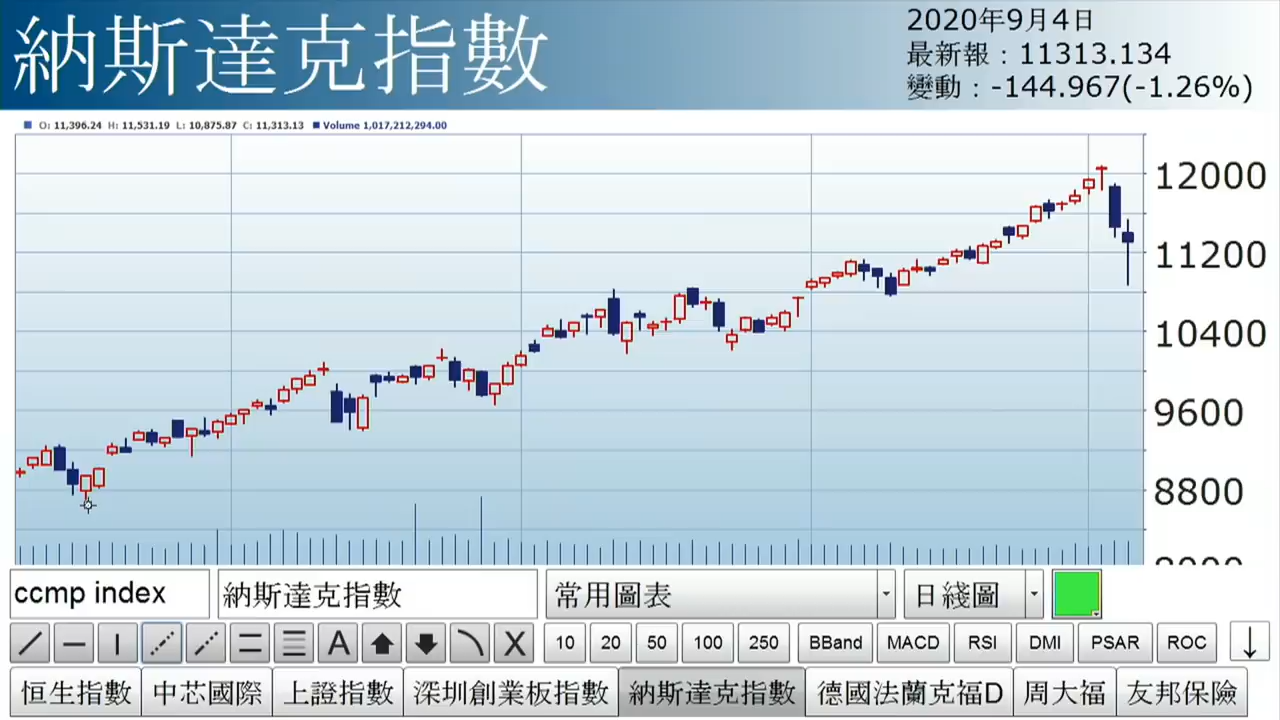 納斯達克指數
2020年9月4日
最新報：11313.134
變動：-144.967(-1.26%)
O: 11,396.24 H: 11,531.19 L: 10,875.87 C: 11,313.13 Volume 1,017,212,294.00
12000
11200
10400
9600
8800
ccmp index 納斯達克指數 常用圖表 日綫圖
A X 10 20 50 100 250 BBand MACD RSI DMI PSAR ROC
恒生指數 中芯國際 上證指數 深圳創業板指數 納斯達克指數 德國法蘭克福D 周大福 友邦保險